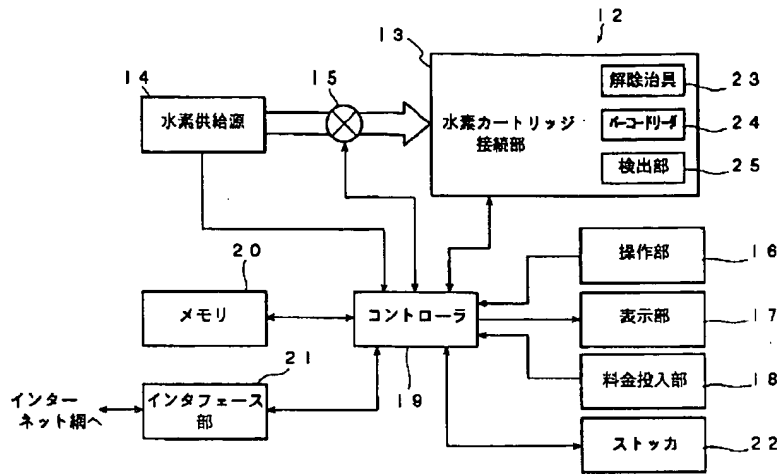 12
13
14
15
解除治具
23
水素供給源
水素カートリッジ
接続部
バーコードリーダ
24
検出部
25
20
操作部
16
メモリ
コントローラ
表示部
17
21
19
料金投入部
18
インター
ネット網へ
インタフェース
部
ストッカ
22